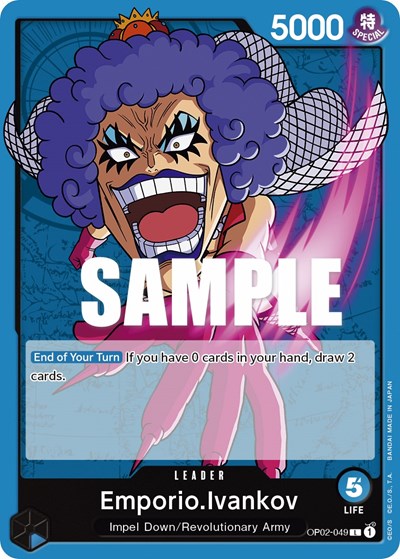 5000 特
SPECIAL
SAMPLE
End of Your Turn If you have 0 cards in your hand, draw 2
cards.
LEADER
Emporio.Ivankov
Impel Down/Revolutionary Army
5
LIFE
OP02-049 L 1
©E/S ©E.O/S., T.A. BANDAI MADE IN JAPAN